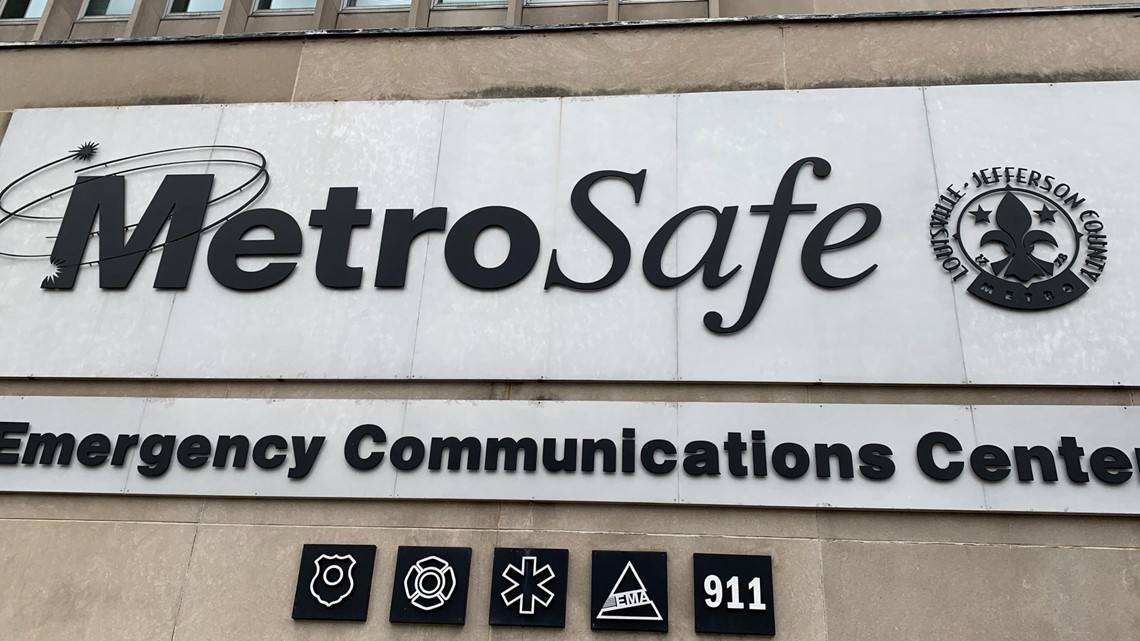 MetroSafe
LOUISVILLE · JEFFERSON COUNTY
METRO
Emergency Communications Center
EMA
911